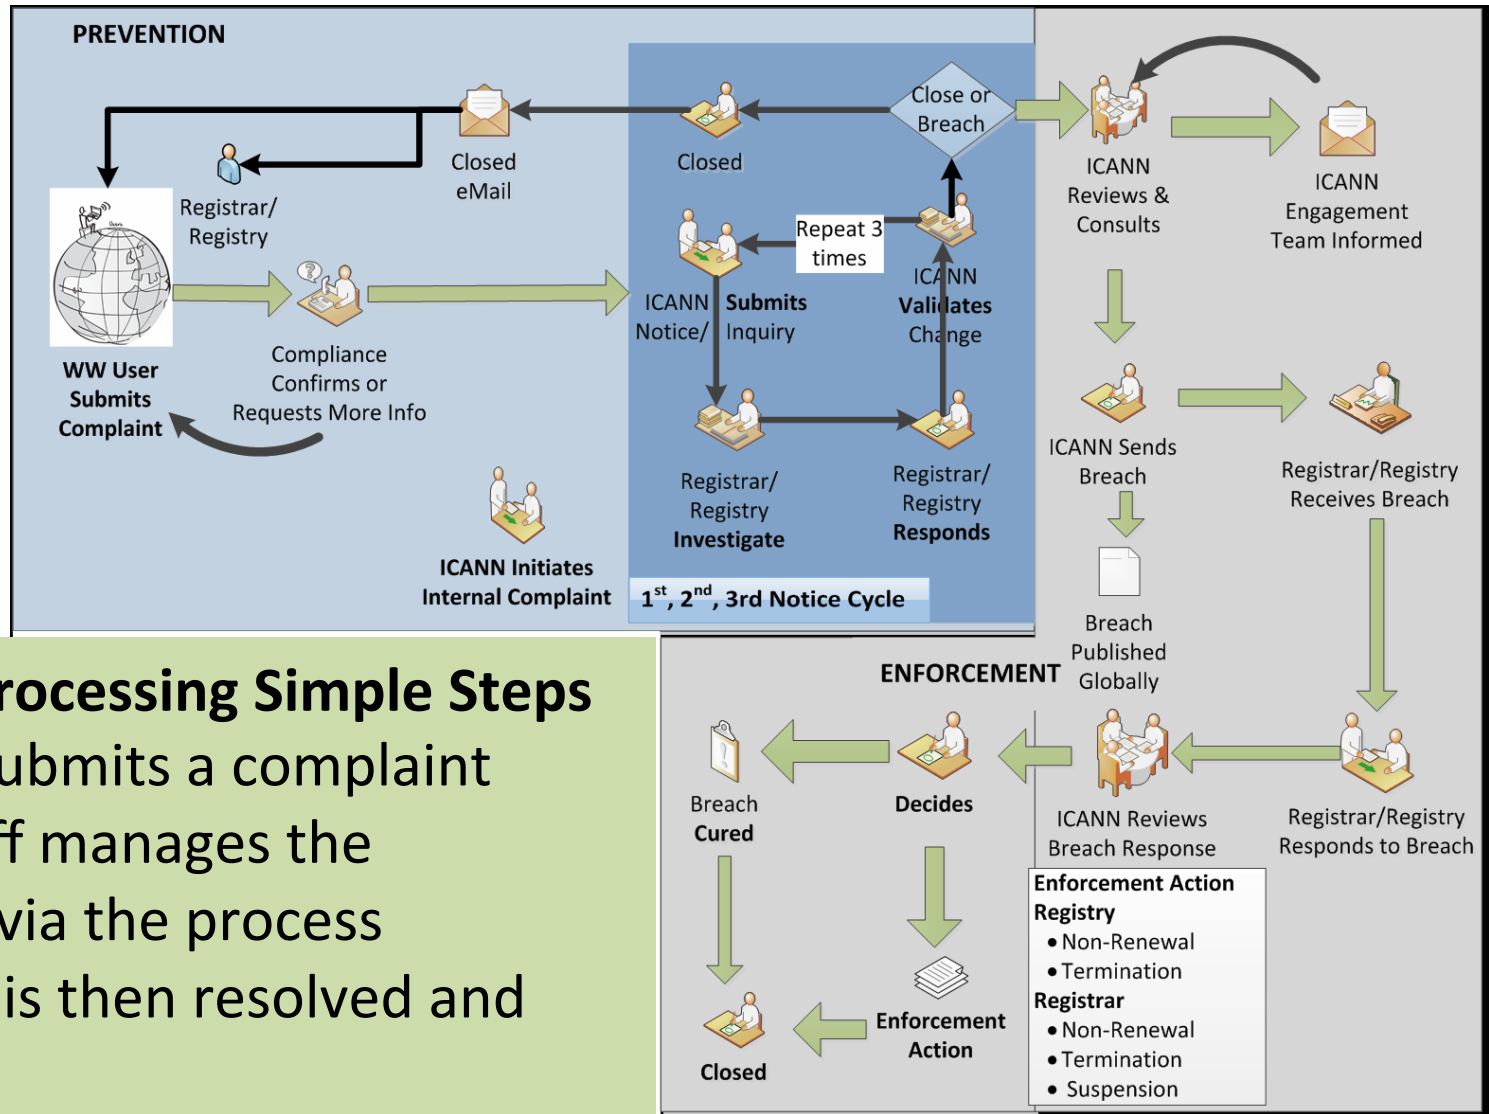 PREVENTION
Close or
Breach
Closed
eMail
Closed
Registrar/
Registry
Users
Repeat 3
times
ICANN
Reviews &
Consults
ICANN
Engagement
Team Informed
ICANN Submits
Notice/ Inquiry
ICANN
Validates
Change
WW User
Submits
Complaint
Compliance
Confirms or
Requests More Info
ICANN Sends
Breach
Registrar/Registry
Receives Breach
Registrar/
Registry
Investigate
Registrar/
Registry
Responds
ICANN Initiates
Internal Complaint
1st, 2nd, 3rd Notice Cycle
Breach
Published
Globally
rocessing Simple Steps
ubmits a complaint
ff manages the
via the process
is then resolved and
ENFORCEMENT
Breach
Cured
Decides
ICANN Reviews
Breach Response
Registrar/Registry
Responds to Breach
Enforcement Action
Registry
• Non-Renewal
• Termination
Registrar
• Non-Renewal
• Termination
• Suspension
Enforcement
Action
Closed